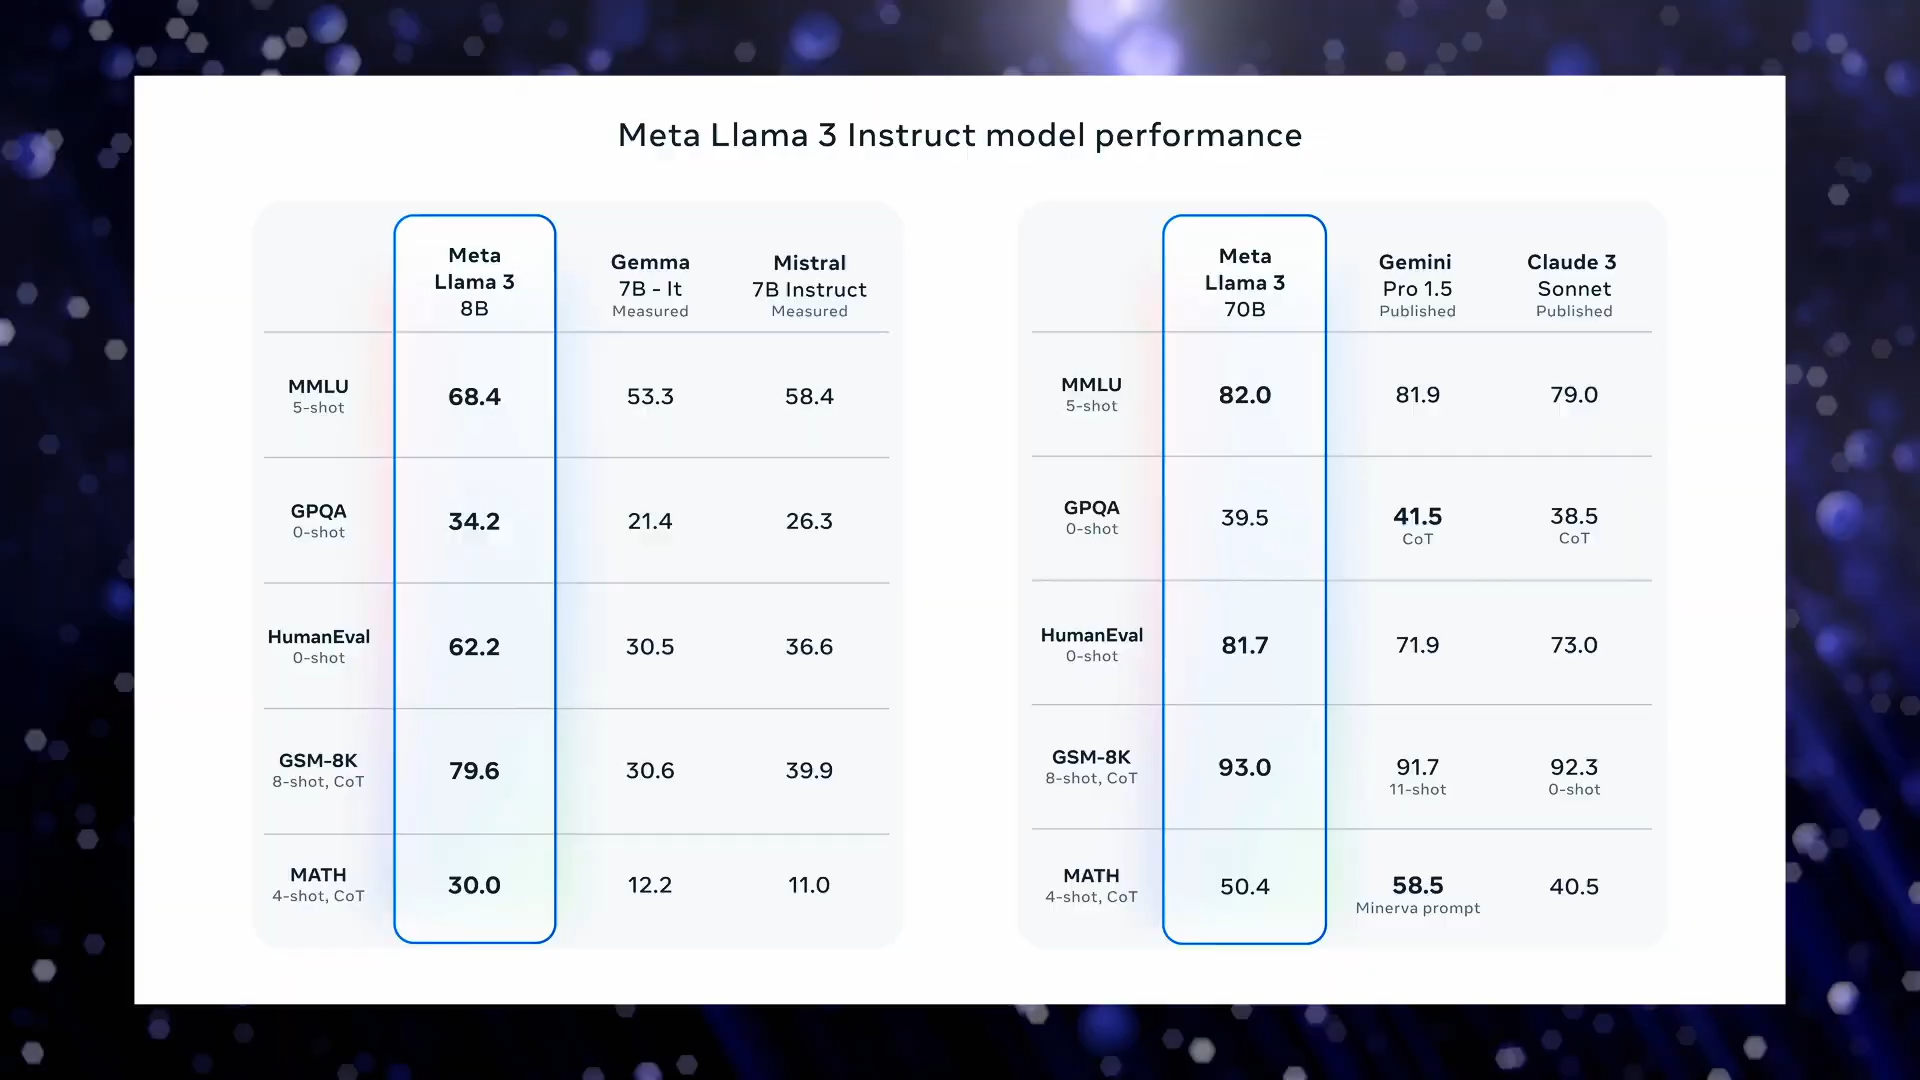 Meta Llama 3 Instruct model performance
Meta
Llama 3
8B
Gemma
7B - It
Measured
Mistral
7B Instruct
Measured
MMLU
5-shot
68.4
53.3
58.4
GPQA
0-shot
34.2
21.4
26.3
HumanEval
0-shot
62.2
30.5
36.6
GSM-8K
8-shot, CoT
79.6
30.6
39.9
MATH
4-shot, CoT
30.0
12.2
11.0
Meta
Llama 3
70B
Gemini
Pro 1.5
Published
Claude 3
Sonnet
Published
MMLU
5-shot
82.0
81.9
79.0
GPQA
0-shot
39.5
41.5
CoT
38.5
CoT
HumanEval
0-shot
81.7
71.9
73.0
GSM-8K
8-shot, CoT
93.0
91.7
11-shot
92.3
0-shot
MATH
4-shot, CoT
50.4
58.5
Minerva prompt
40.5